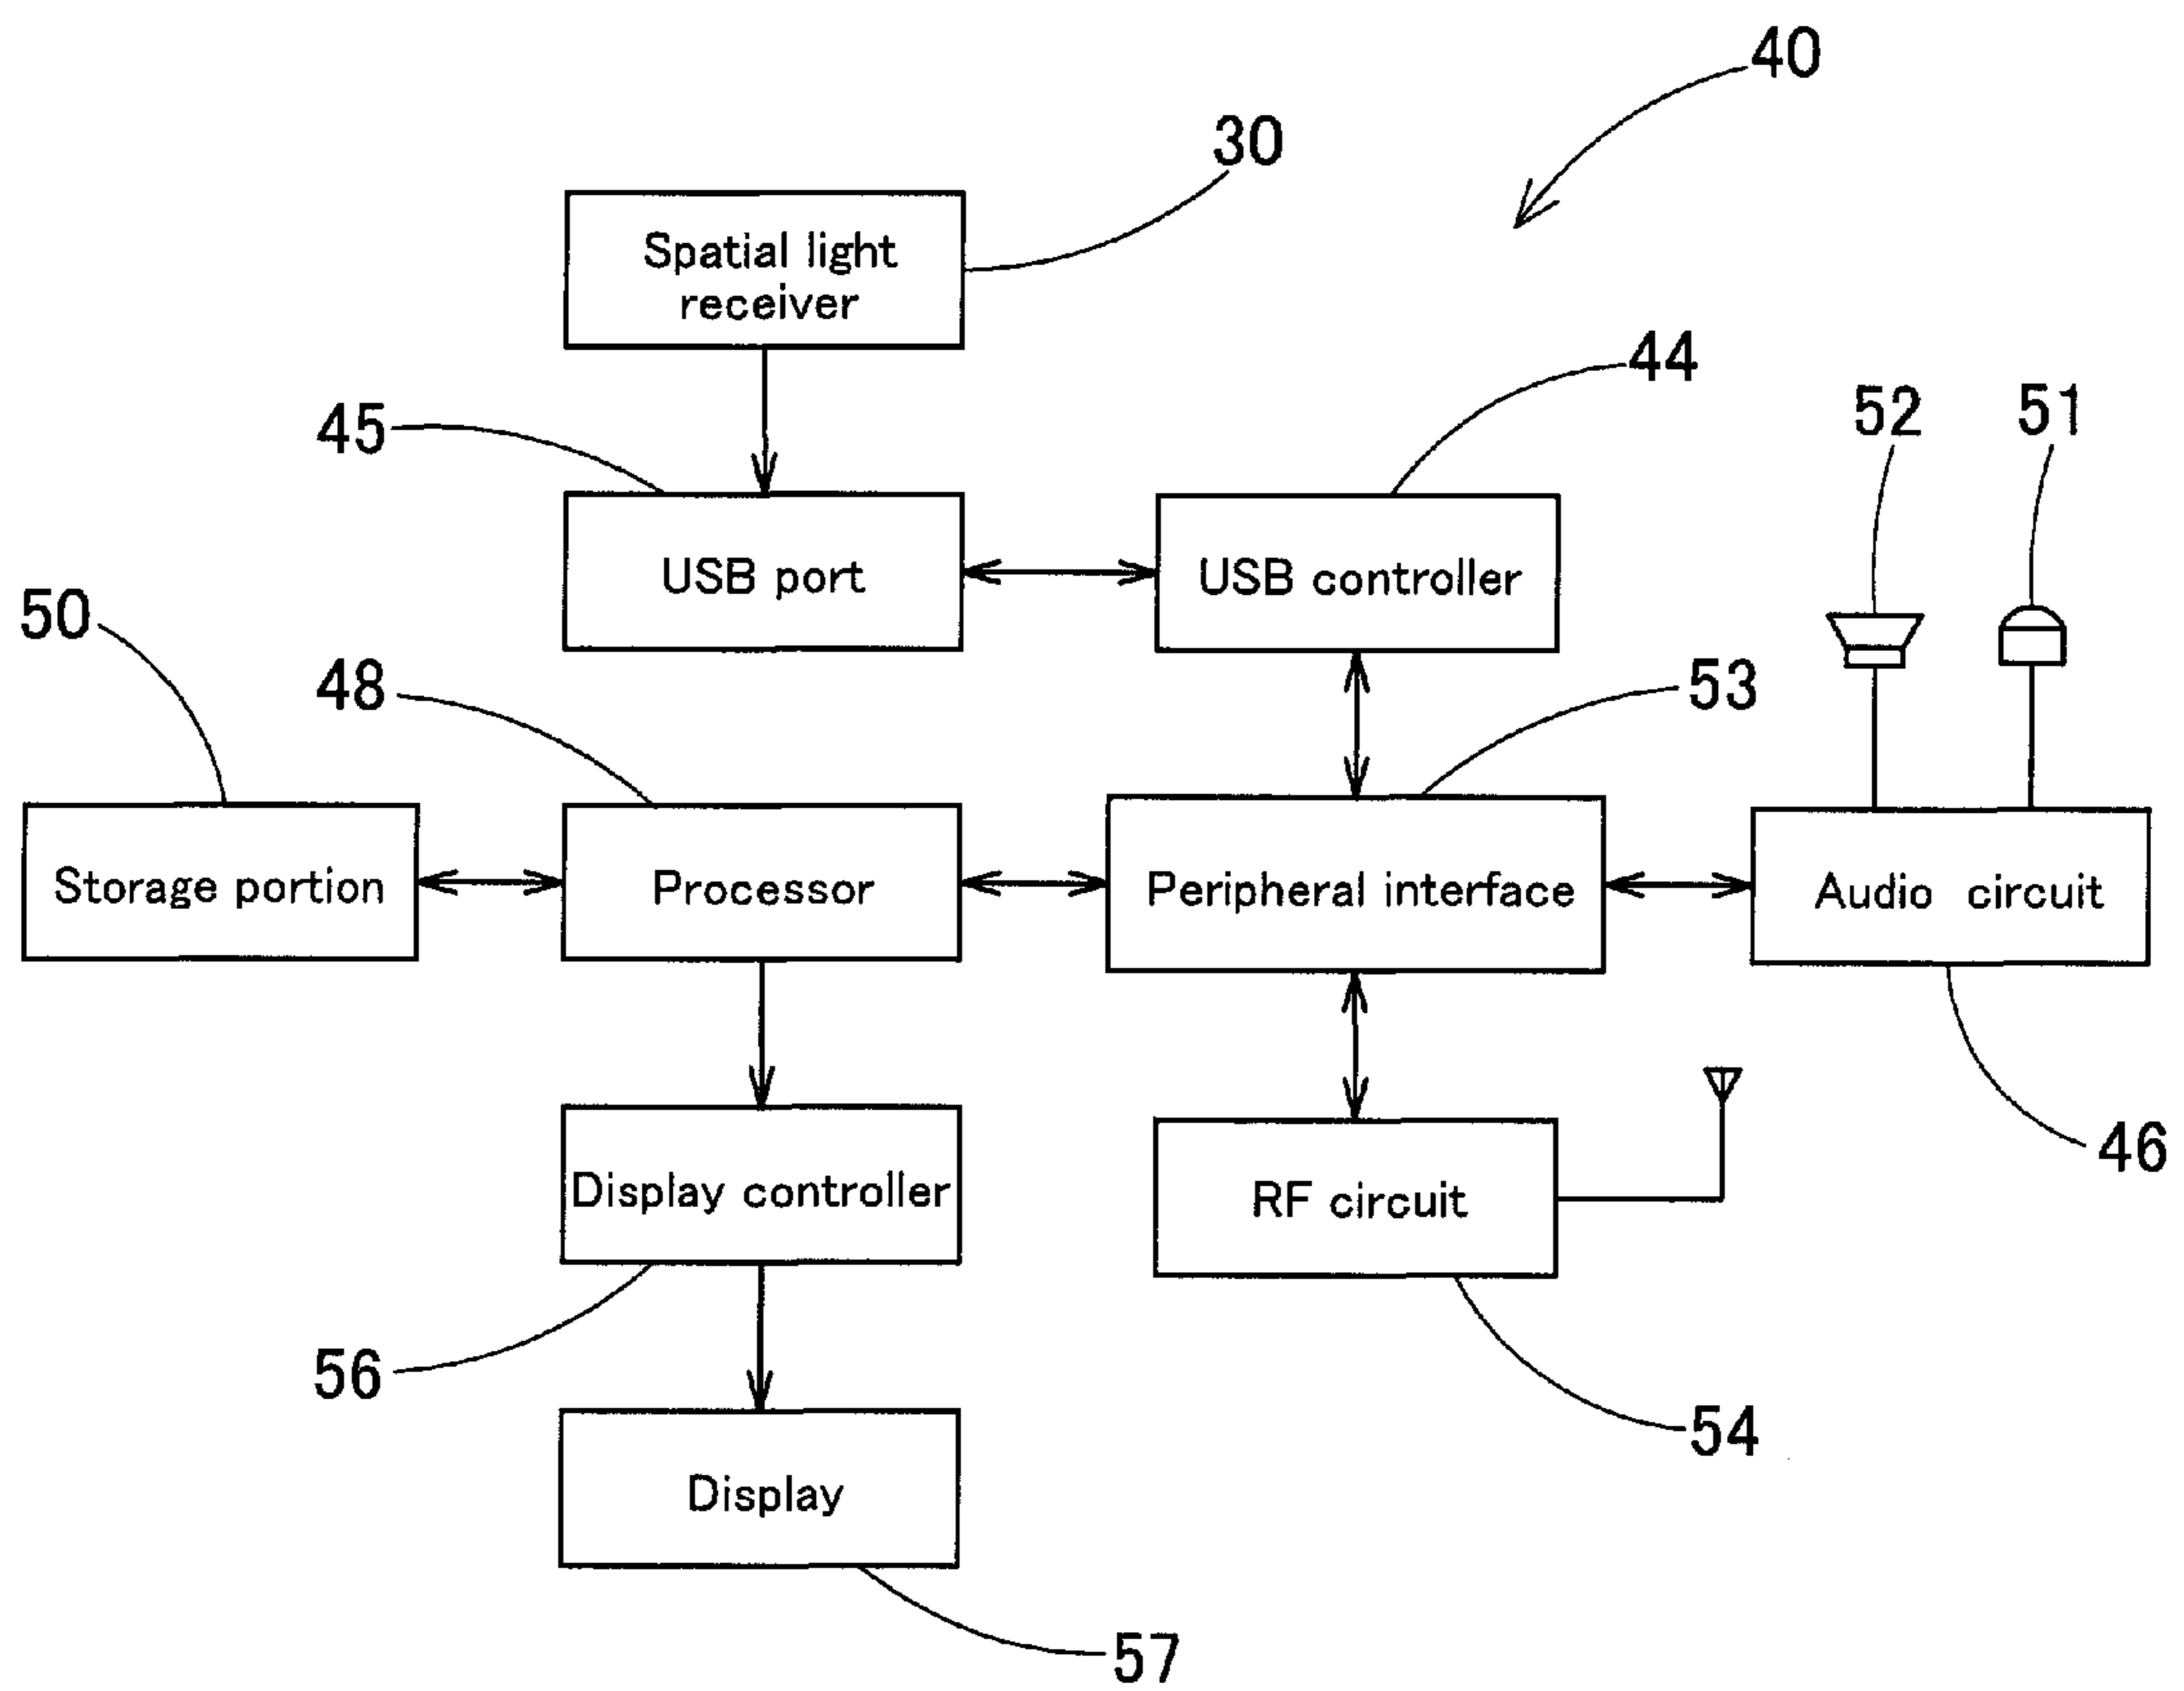 40
30
Spatial light
receiver
44
52
51
45
USB port
USB controller
50
48
53
Storage portion
Processor
Peripheral interface
Audio circuit
46
Display controller
RF circuit
56
54
Display
57